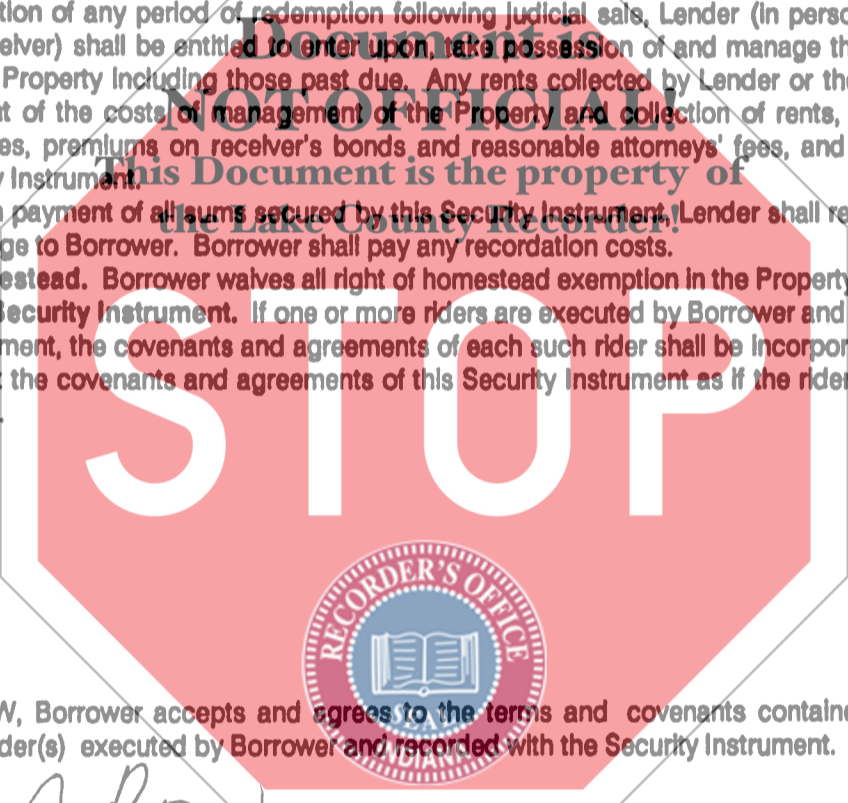 tion of any period of redemption following judicial sale, Lender (in perso
Document is
eiver) shall be entitled to enter upon, take possession of and manage th
Property including those past due. Any rents collected by Lender or the
NOT OFFICIAL!
t of the costs of management of the Property and collection of rents,
es, premiums on receiver's bonds and reasonable attorneys' fees, and
This Document is the property of
y Instrument.
payment of all sums secured by this Security Instrument, Lender shall re
the Lake County Recorder!
ge to Borrower. Borrower shall pay any recordation costs.
estead. Borrower waives all right of homestead exemption in the Property
Security Instrument. If one or more riders are executed by Borrower and
ment, the covenants and agreements of each such rider shall be incorpor
the covenants and agreements of this Security Instrument as if the rider
STOP
RECORDER'S OFFICE
W, Borrower accepts and agrees to the terms and covenants containe
SEAL
der(s) executed by Borrower and recorded with the Security Instrument.
INDIANA